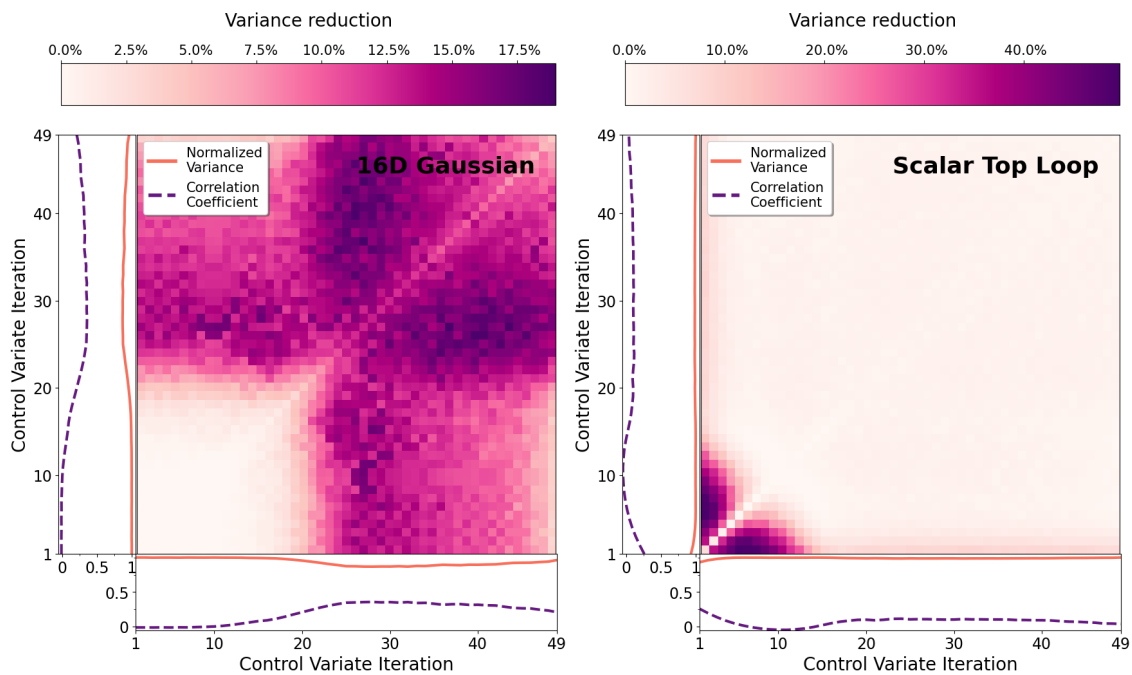 Variance reduction
0.0% 2.5% 5.0% 7.5% 10.0% 12.5% 15.0% 17.5%
49
40
30
20
10
1
Control Variate Iteration
0 0.5 1
Normalized
Variance
Correlation
Coefficient
16D Gaussian
0.5
0
1 10 20 30 40 49
Control Variate Iteration
Variance reduction
0.0% 10.0% 20.0% 30.0% 40.0%
49
40
30
20
10
1
Control Variate Iteration
0 0.5 1
Normalized
Variance
Correlation
Coefficient
Scalar Top Loop
0.5
0
1 10 20 30 40 49
Control Variate Iteration